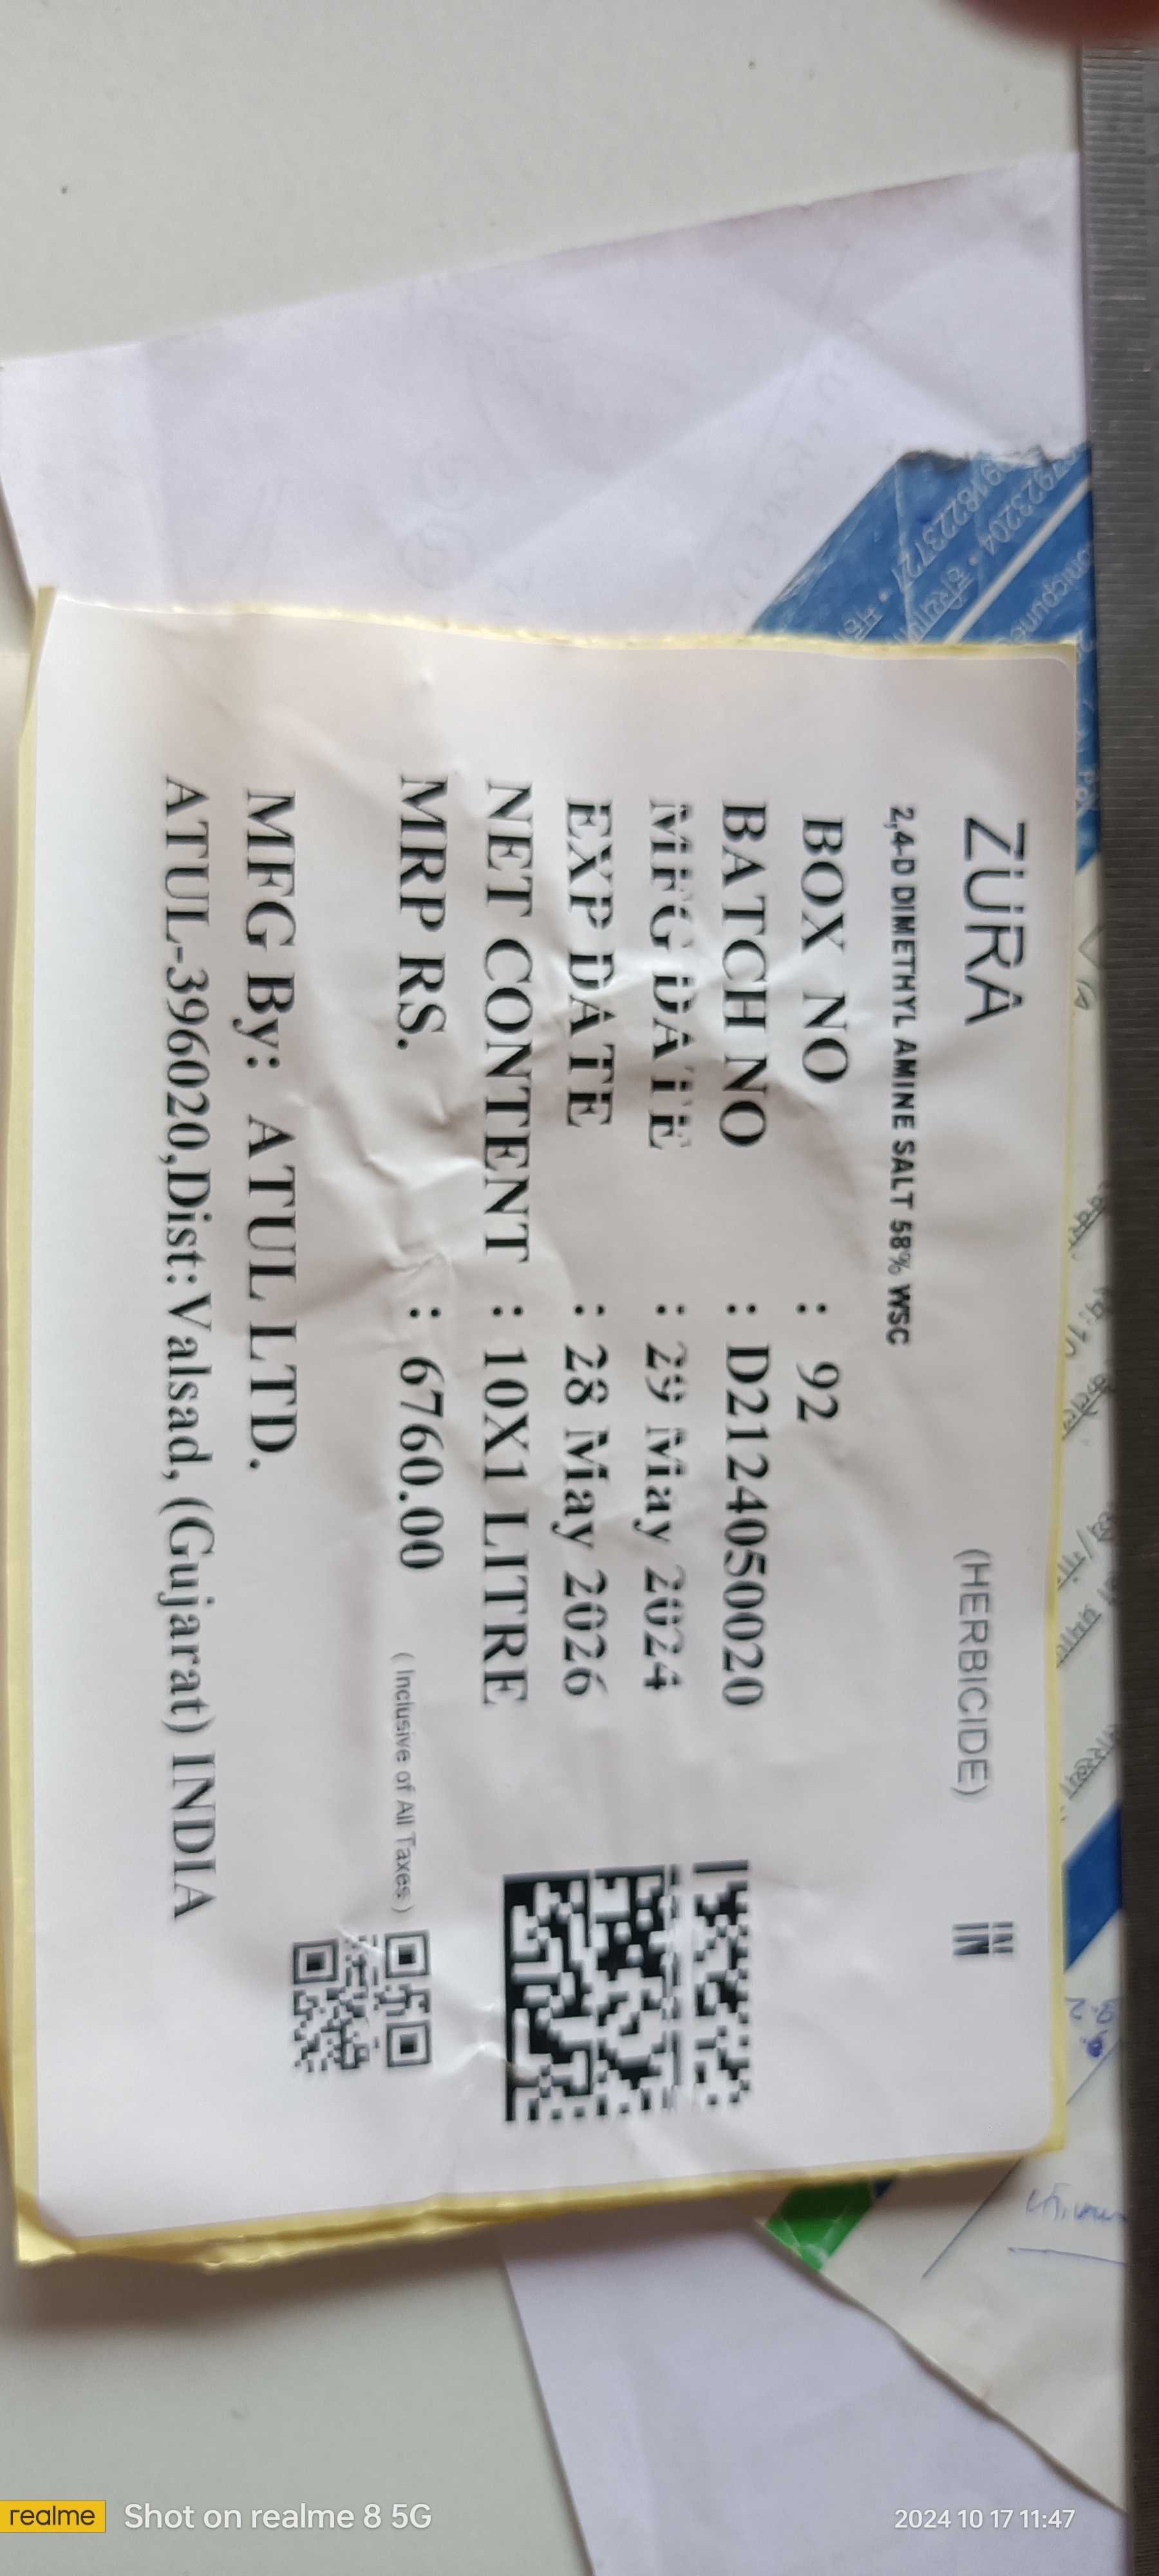 ZURA (HERBICIDE) IN
2,4-D DIMETHYL AMINE SALT 58% WSC
BOX NO : 92
BATCH NO : D2124050020
MFG DATE : 29 May 2024
EXP DATE : 28 May 2026
NET CONTENT : 10X1 LITRE
MRP RS. : 6760.00 ( Inclusive of All Taxes )
MFG By: ATUL LTD.
ATUL-396020,Dist:Valsad, (Gujarat) INDIA
realme Shot on realme 8 5G
2024 10 17 11:47